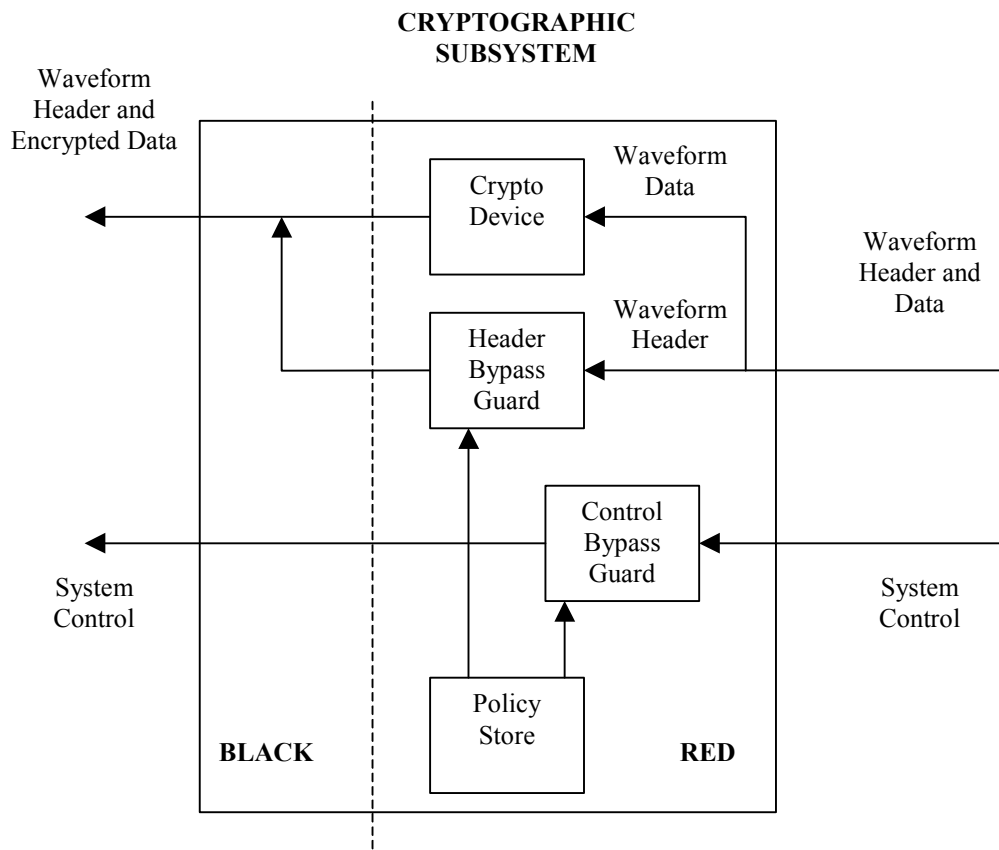 CRYPTOGRAPHIC
SUBSYSTEM
Waveform
Header and
Encrypted Data
Crypto
Device
Waveform
Data
Waveform
Header and
Data
Header
Bypass
Guard
Waveform
Header
Control
Bypass
Guard
System
Control
System
Control
Policy
Store
BLACK
RED